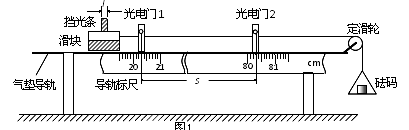 l
挡光条
光电门1
光电门2
定滑轮
滑块
20 21
80 81
cm
气垫导轨
导轨标尺
s
砝码
图1